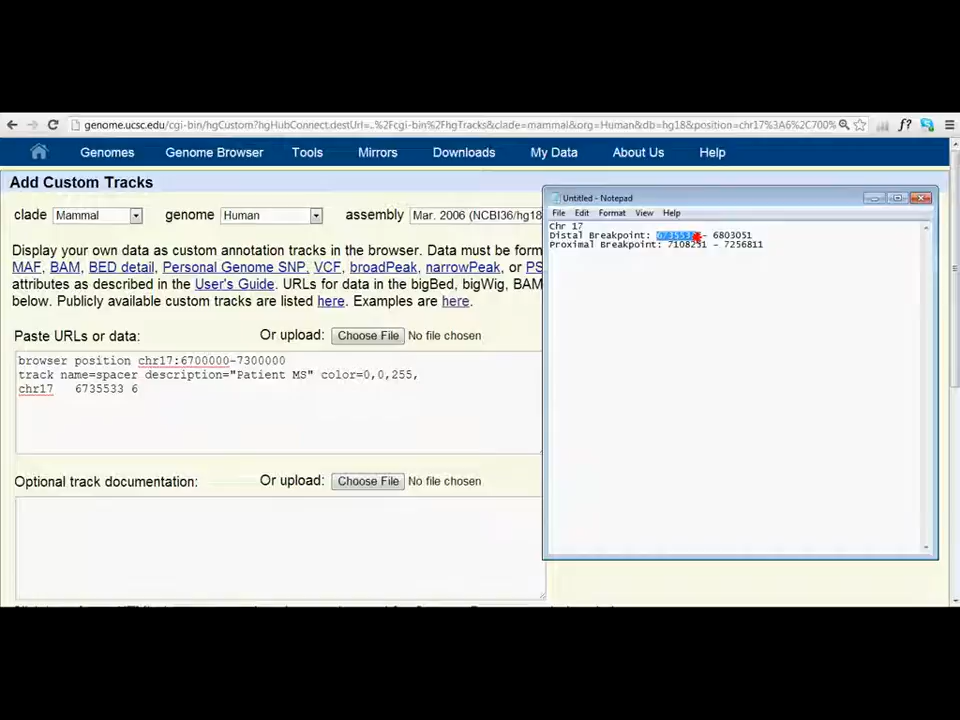 genome.ucsc.edu/cgi-bin/hgCustom?hgHubConnect.destUrl=..%2Fcgi-bin%2FhgTracks&clade=mammal&org=Human&db=hg18&position=chr17%3A6%2C700%
Genomes Genome Browser Tools Mirrors Downloads My Data About Us Help
Add Custom Tracks
clade Mammal genome Human assembly Mar. 2006 (NCBI36/hg18
Display your own data as custom annotation tracks in the browser. Data must be form
MAF, BAM, BED detail, Personal Genome SNP, VCF, broadPeak, narrowPeak, or PS
attributes as described in the User's Guide. URLs for data in the bigBed, bigWig, BAM
below. Publicly available custom tracks are listed here. Examples are here.
Paste URLs or data: Or upload: Choose File No file chosen
browser position chr17:6700000-7300000
track name=spacer description="Patient MS" color=0,0,255,
chr17 6735533 6
Optional track documentation: Or upload: Choose File No file chosen
Untitled - Notepad
File Edit Format View Help
Chr 17
Distal Breakpoint: - 6803051
Proximal Breakpoint: 7108231 - 7256811